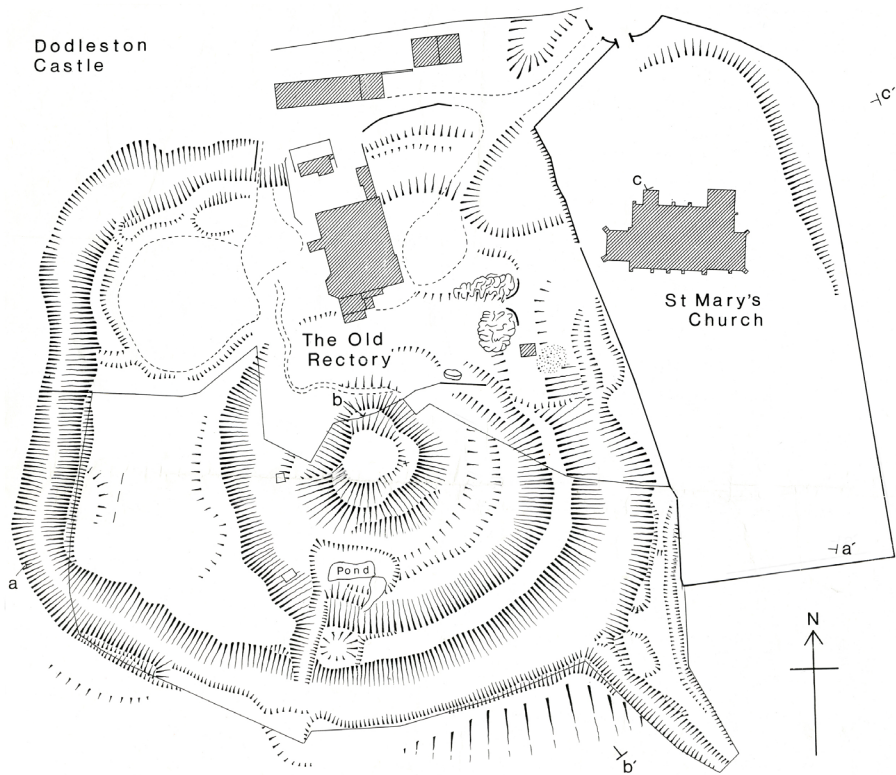 Dodleston
Castle
c´
c
St Mary's
Church
The Old
Rectory
b
Pond
a´
a
N
b´